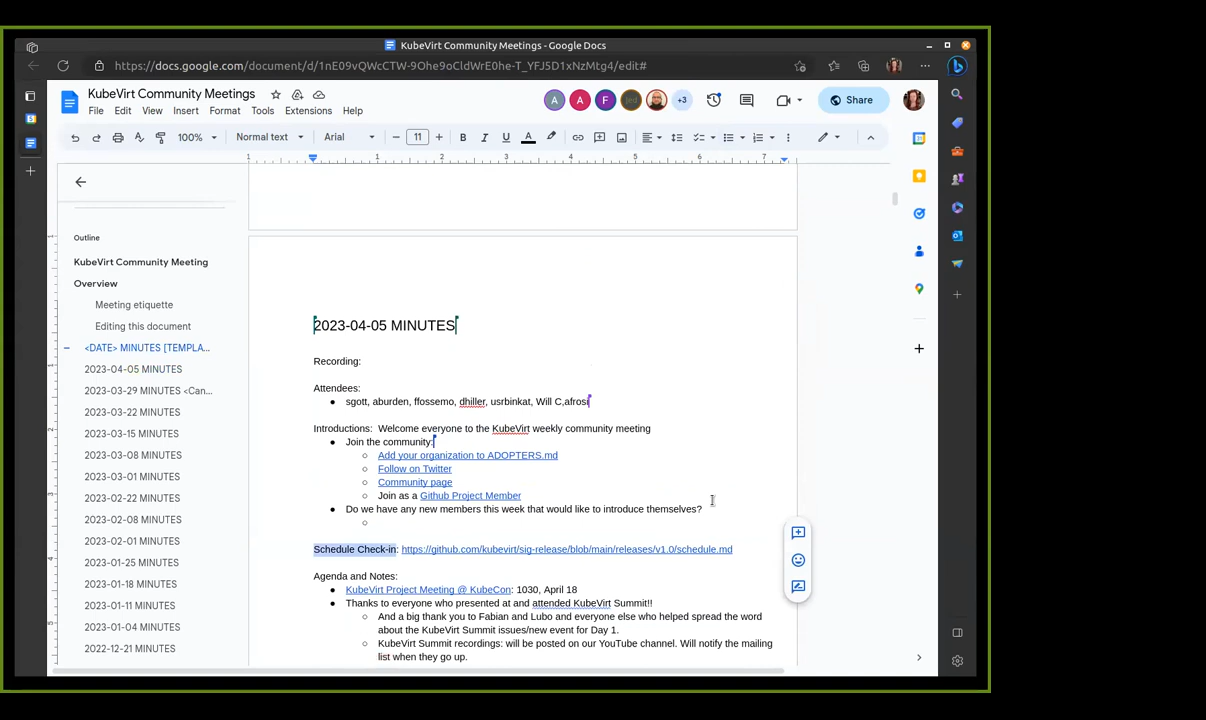 KubeVirt Community Meetings - Google Docs
https://docs.google.com/document/d/1nE09vQWcCTW-9Ohe9oCIdWrE0he-T_YFJ5D1xNzMtg4/edit#
KubeVirt Community Meetings
File Edit View Insert Format Tools Extensions Help
A A F +3 Share
100% Normal text Arial 11
1 1 2 3 4 5 6 7
Outline
KubeVirt Community Meeting
Overview
Meeting etiquette
Editing this document
<DATE> MINUTES [TEMPLA...
2023-04-05 MINUTES
2023-03-29 MINUTES <Can...
2023-03-22 MINUTES
2023-03-15 MINUTES
2023-03-08 MINUTES
2023-03-01 MINUTES
2023-02-22 MINUTES
2023-02-08 MINUTES
2023-02-01 MINUTES
2023-01-25 MINUTES
2023-01-18 MINUTES
2023-01-11 MINUTES
2023-01-04 MINUTES
2022-12-21 MINUTES
2023-04-05 MINUTES
Recording:
Attendees:
● sgott, aburden, ffossemo, dhiller, usrbinkat, Will C,afrosi
Introductions: Welcome everyone to the KubeVirt weekly community meeting
● Join the community:
○ Add your organization to ADOPTERS.md
○ Follow on Twitter
○ Community page
○ Join as a Github Project Member
● Do we have any new members this week that would like to introduce themselves?
○
Schedule Check-in: https://github.com/kubevirt/sig-release/blob/main/releases/v1.0/schedule.md
Agenda and Notes:
● KubeVirt Project Meeting @ KubeCon: 1030, April 18
● Thanks to everyone who presented at and attended KubeVirt Summit!!
○ And a big thank you to Fabian and Lubo and everyone else who helped spread the word
about the KubeVirt Summit issues/new event for Day 1.
○ KubeVirt Summit recordings: will be posted on our YouTube channel. Will notify the mailing
list when they go up.